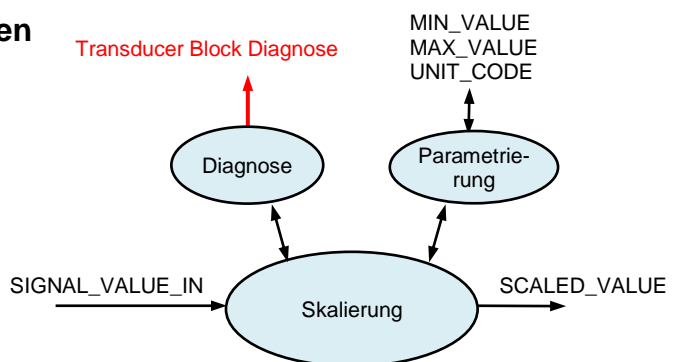 en
Transducer Block Diagnose
MIN_VALUE
MAX_VALUE
UNIT_CODE
Diagnose
Parametrie-
rung
SIGNAL_VALUE_IN
SCALED_VALUE
Skalierung